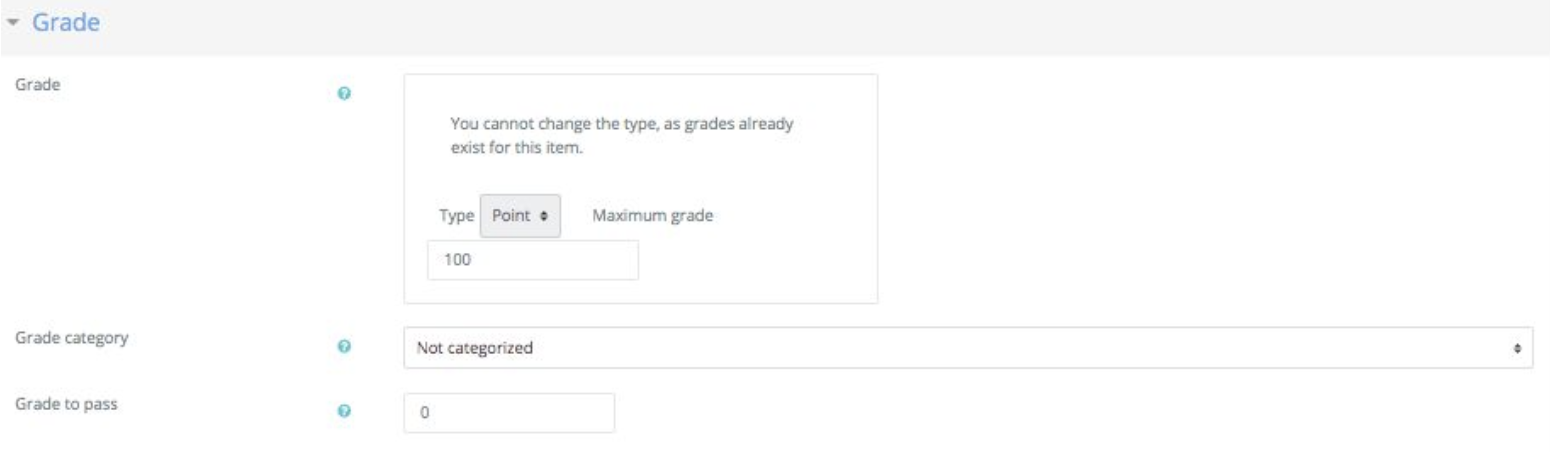 Grade
Grade
You cannot change the type, as grades already
exist for this item.
Type Point Maximum grade
100
Grade category
Not categorized
Grade to pass
0